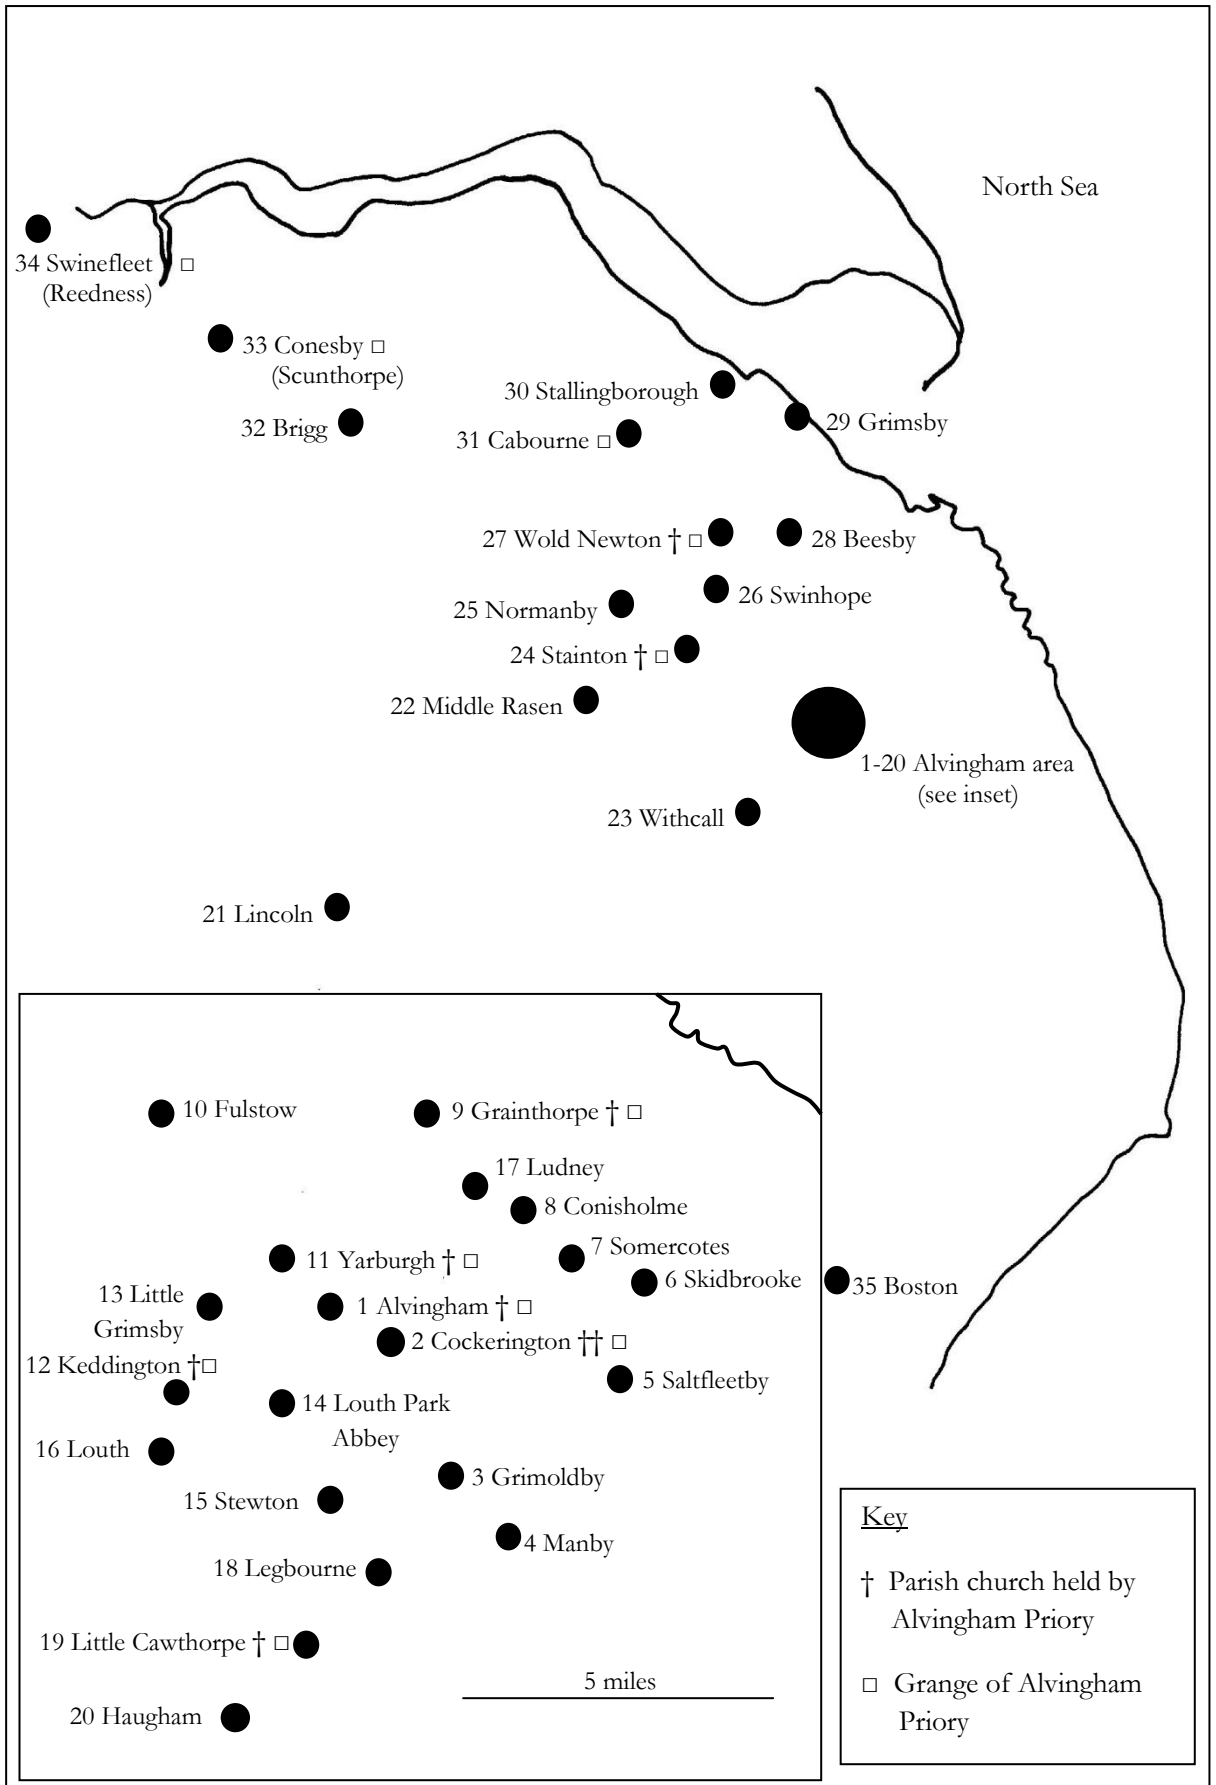 North Sea
34 Swinefleet □
(Reedness)
33 Conesby □
(Scunthorpe)
30 Stallingborough
32 Brigg
31 Cabourne □
29 Grimsby
27 Wold Newton † □
28 Beesby
26 Swinhope
25 Normanby
24 Stainton † □
22 Middle Rasen
1-20 Alvingham area
(see inset)
23 Withcall
21 Lincoln
10 Fulstow
9 Grainthorpe † □
17 Ludney
8 Conisholme
7 Somercotes
11 Yarburgh † □
6 Skidbrooke
35 Boston
13 Little
Grimsby
1 Alvingham † □
2 Cockerington †† □
12 Keddington †□
5 Saltfleetby
14 Louth Park
Abbey
16 Louth
3 Grimoldby
15 Stewton
4 Manby
18 Legbourne
19 Little Cawthorpe † □
5 miles
20 Haugham
Key
† Parish church held by
Alvingham Priory
□ Grange of Alvingham
Priory